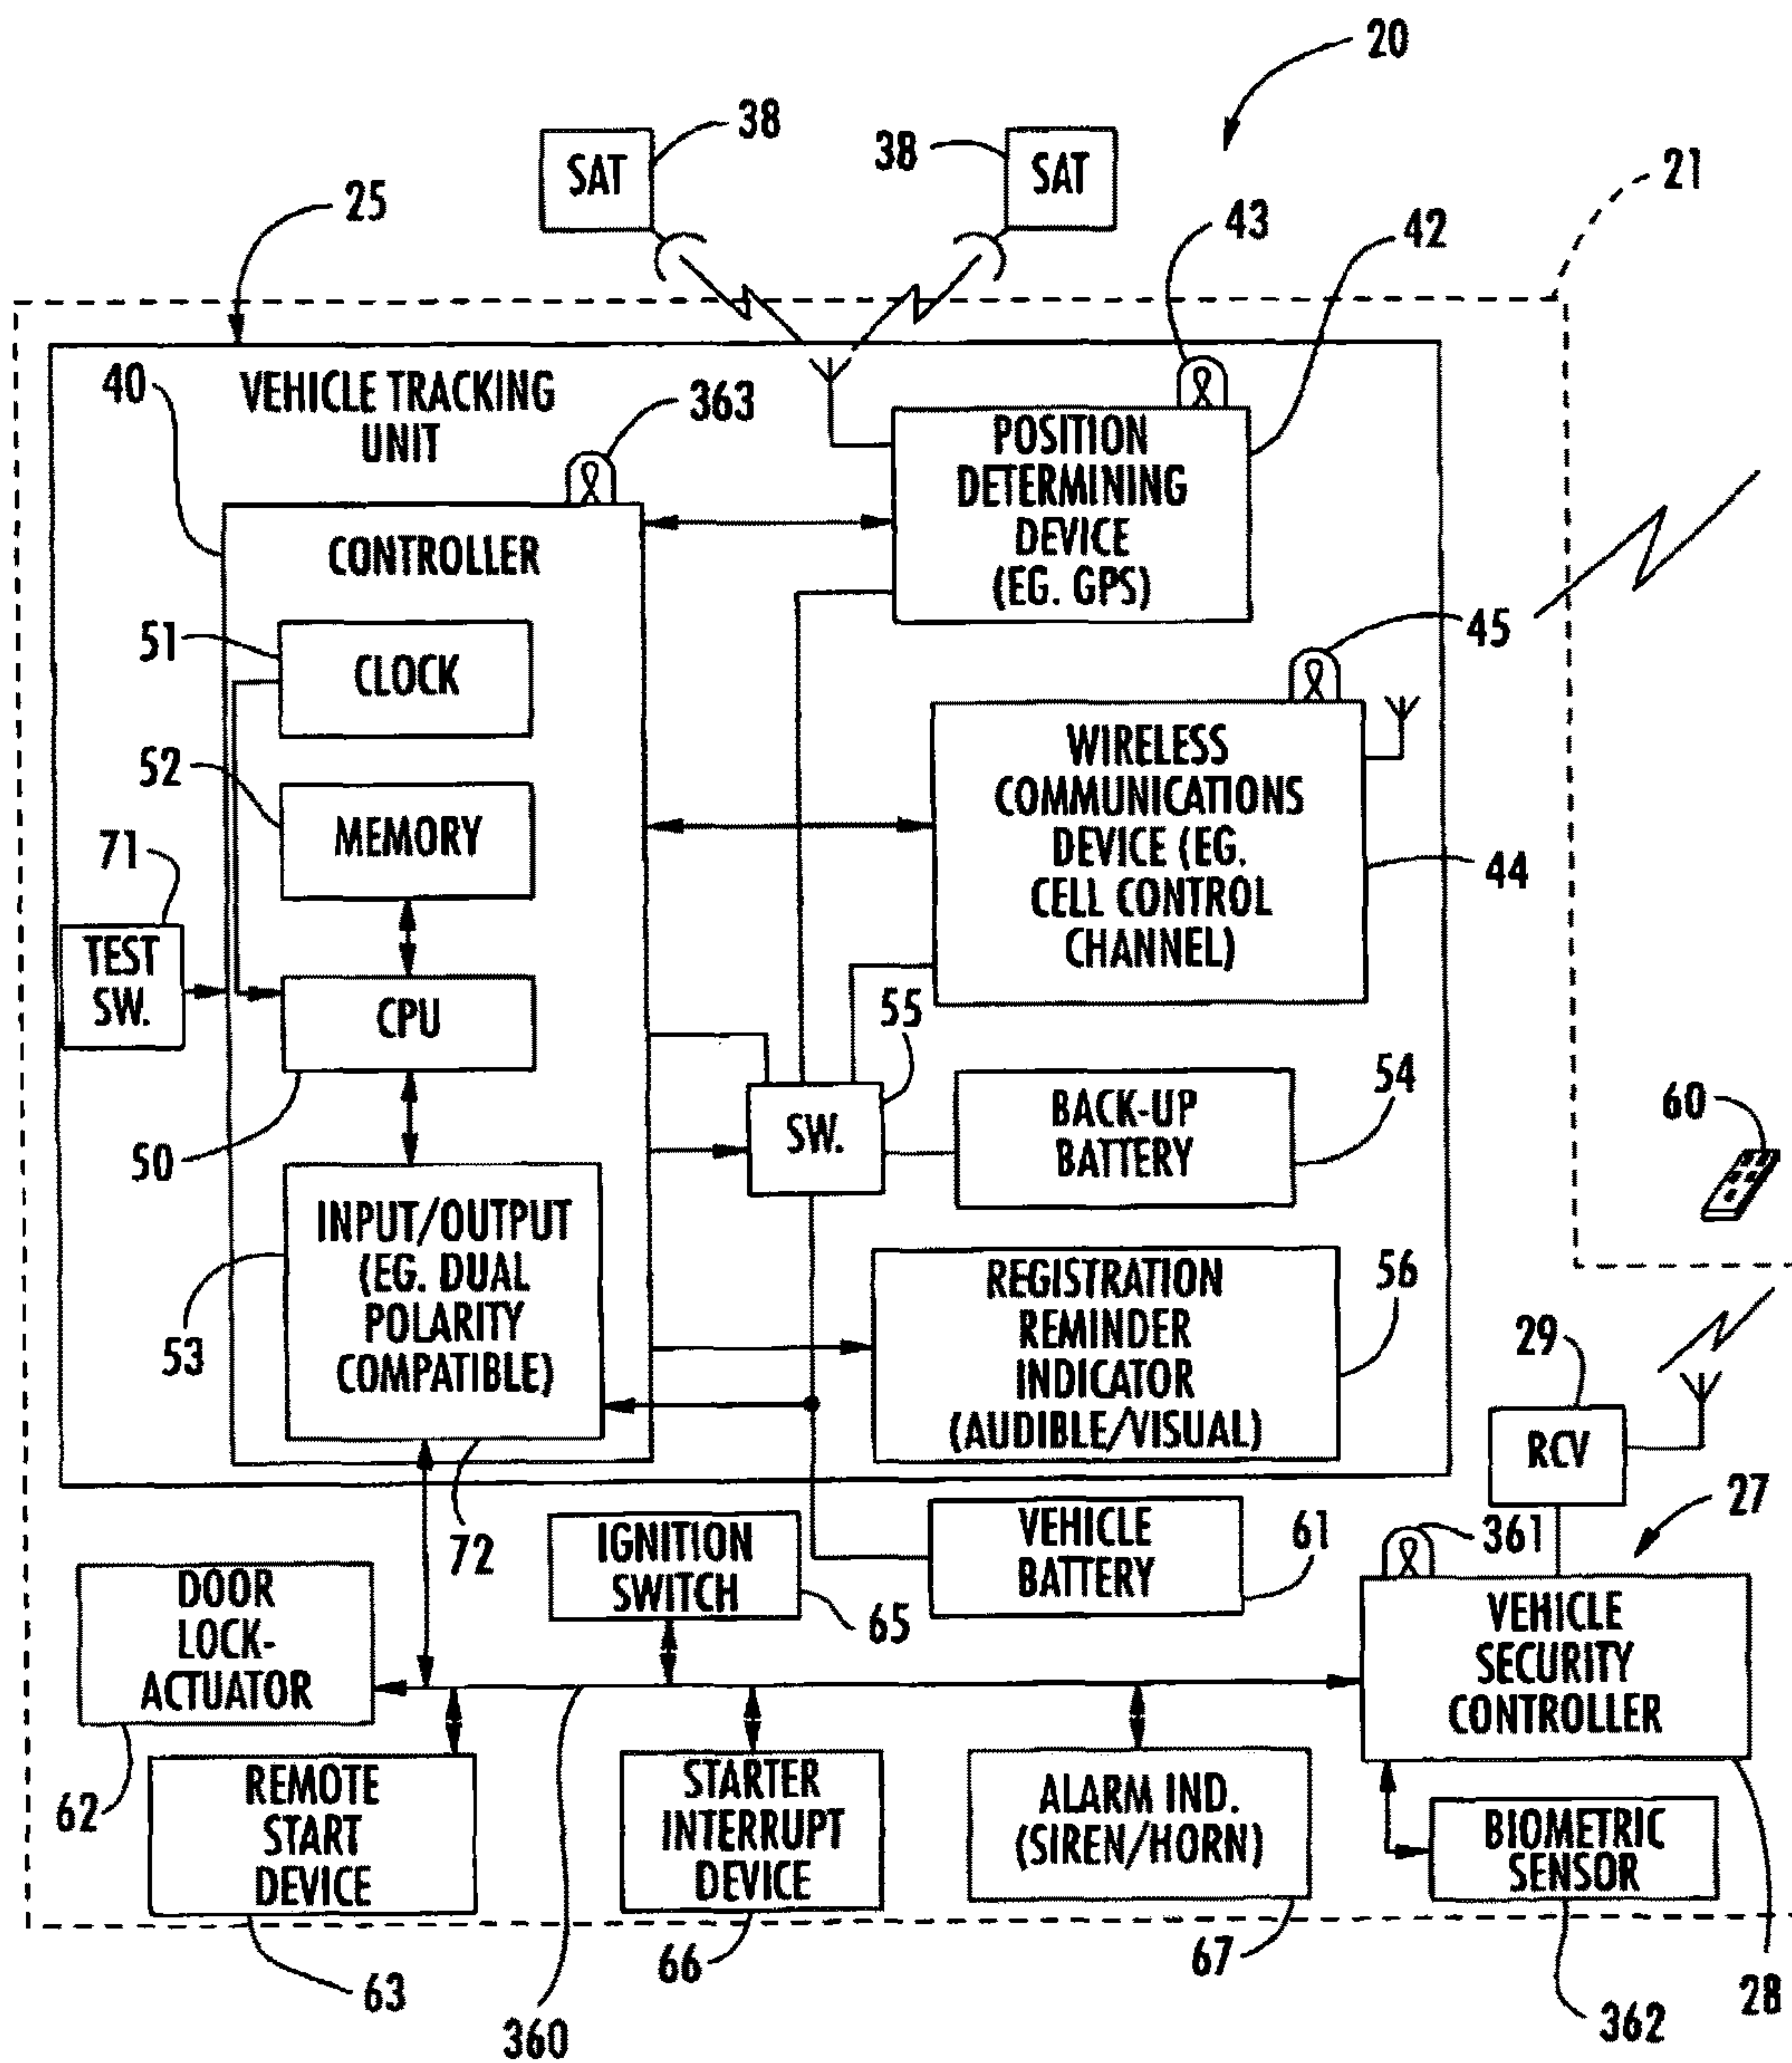 20
38
SAT
38
SAT
21
25
43
42
40
VEHICLE TRACKING
UNIT
363
POSITION
DETERMINING
DEVICE
(EG. GPS)
CONTROLLER
51
CLOCK
45
52
MEMORY
WIRELESS
COMMUNICATIONS
DEVICE (EG.
CELL CONTROL
CHANNEL)
44
71
TEST
SW.
CPU
50
55
SW.
BACK-UP
BATTERY
54
60
INPUT/OUTPUT
(EG. DUAL
POLARITY
COMPATIBLE)
53
REGISTRATION
REMINDER
INDICATOR
(AUDIBLE/VISUAL)
56
29
RCV
27
72
IGNITION
SWITCH
65
VEHICLE
BATTERY
61
361
DOOR
LOCK-
ACTUATOR
62
VEHICLE
SECURITY
CONTROLLER
28
REMOTE
START
DEVICE
63
STARTER
INTERRUPT
DEVICE
66
ALARM IND.
(SIREN/HORN)
67
BIOMETRIC
SENSOR
362
360